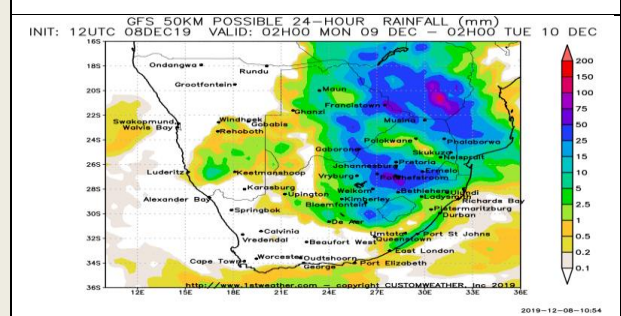 GFS 50KM POSSIBLE 24-HOUR RAINFALL (mm)
INIT: 12UTC 08DEC19 VALID: 02H00 MON 09 DEC - 02H00 TUE 10 DEC
16S
18S
20S
22S
24S
26S
28S
30S
32S
34S
36S
Ondangwa
Rundu
Grootfontein
Maun
Francistown
Ghanzi
Swakopmund
Windhoek
Gobabis
Musina
Walvis Bay
Rehoboth
Polokwane
Phalaborwa
Gaborone
Skukuza
Nelspruit
Pretoria
Johannesburg
Luderitz
Keetmanshoop
Vryburg
Ermelo
Potchefstroom
Karasburg
Upington
Welkom
Bethlehem
Ulundi
Alexander Bay
Kimberley
Ladysmith
Richards Bay
Bloemfontein
Springbok
Pietermaritzburg
Durban
De Aar
Calvinia
Umtata
Port St Johns
Vredendal
Beaufort West
Queenstown
East London
Cape Town
Worcester
Oudtshoorn
George
Port Elizabeth
http://www.1stweather.com - copyright CUSTOMWEATHER, Inc 2019
12E 15E 18E 21E 24E 27E 30E 33E 36E
200
150
100
75
50
25
15
10
5
2.5
1
0.5
0.2
0.1
2019-12-08-10:54